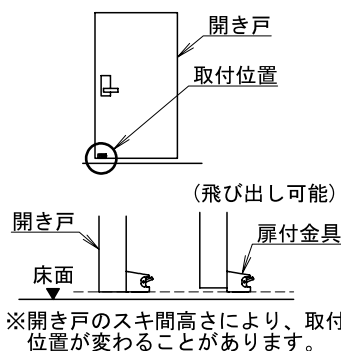 開き戸
取付位置
(飛び出し可能)
開き戸
扉付金具
床面
※開き戸のスキ間高さにより、取付
位置が変わることがあります。